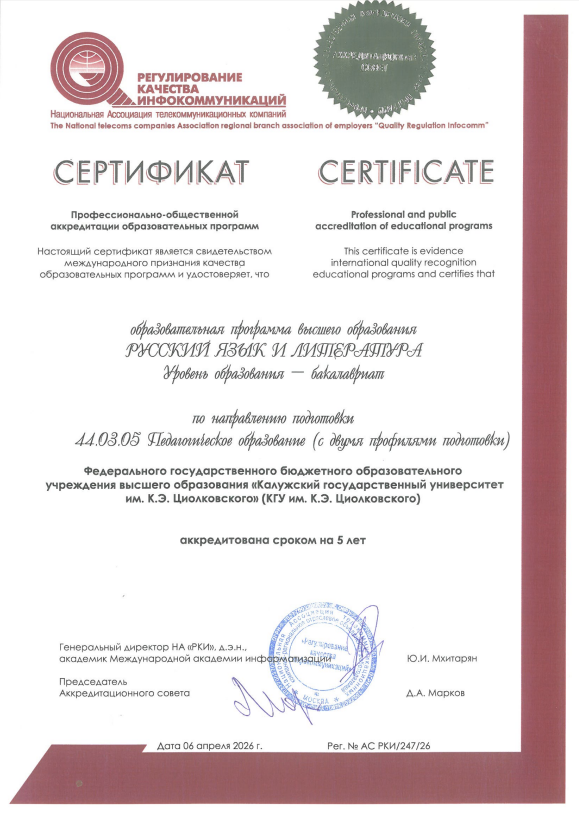 РЕГУЛИРОВАНИЕ
КАЧЕСТВА
ИНФОКОММУНИКАЦИЙ
Национальная Ассоциация телекоммуникационных компаний
The National telecoms companies Association regional branch association of employers "Quality Regulation Infocomm"
СЕРТИФИКАТ
CERTIFICATE
Профессионально-общественной
аккредитации образовательных программ
Professional and public
accreditation of educational programs
Настоящий сертификат является свидетельством
международного признания качества
образовательных программ и удостоверяет, что
This certificate is evidence
international quality recognition
educational programs and certifies that
образовательная программа высшего образования
РУССКИЙ ЯЗЫК И ЛИТЕРАТУРА
Уровень образования — бакалавриат
по направлению подготовки
44.03.05 Педагогическое образование (с двумя профилями подготовки)
Федерального государственного бюджетного образовательного
учреждения высшего образования «Калужский государственный университет
им. К.Э. Циолковского» (КГУ им. К.Э. Циолковского)
аккредитована сроком на 5 лет
Генеральный директор НА «РКИ», д.э.н.,
академик Международной академии информатизации
Ю.И. Мхитарян
Председатель
Аккредитационного совета
Д.А. Марков
МОСКВА
Дата 06 апреля 2026 г.
Рег. № АС РКИ/247/26